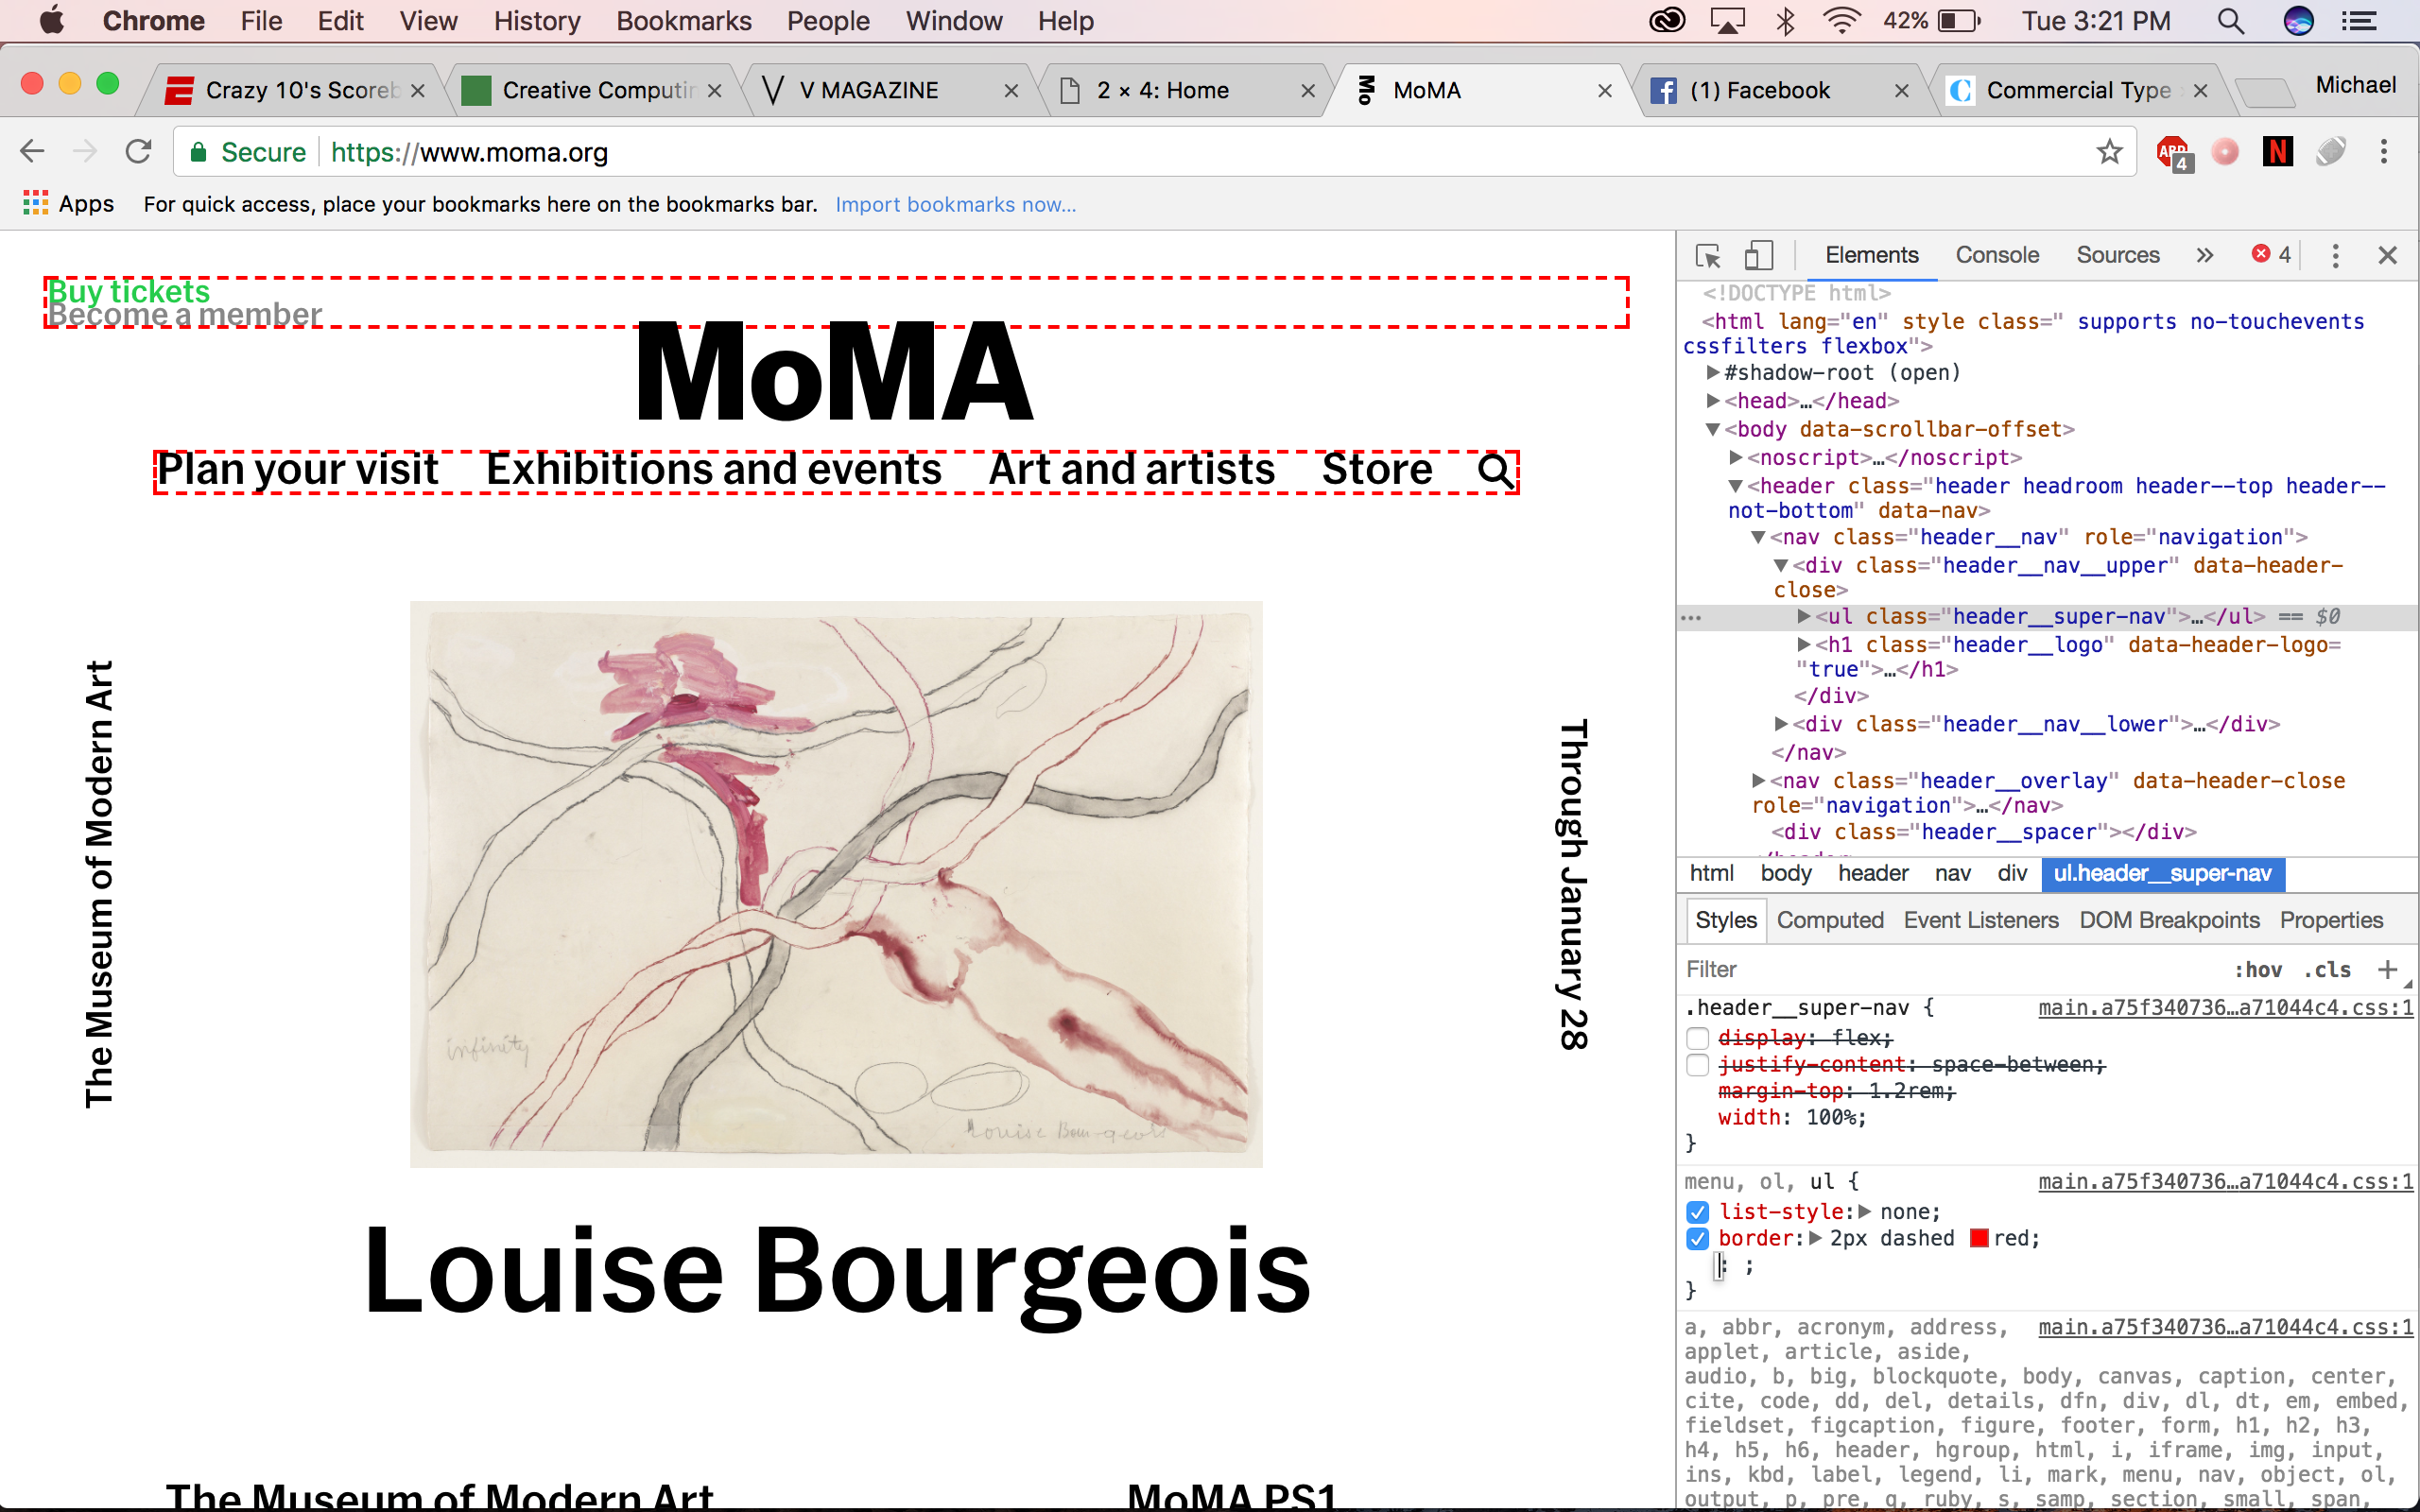 Chrome File Edit View History Bookmarks People Window Help 42% Tue 3:21 PM
Crazy 10's Scoreb Creative Computin V MAGAZINE 2 × 4: Home MoMA (1) Facebook Commercial Type Michael
Secure https://www.moma.org ABP 4 N
Apps For quick access, place your bookmarks here on the bookmarks bar. Import bookmarks now...
Buy tickets
Become a member
MoMA
Plan your visit Exhibitions and events Art and artists Store
The Museum of Modern Art
infinity
Louise Bourgeois
Through January 28
Louise Bourgeois
The Museum of Modern Art MoMA PS1
Elements Console Sources » 4
<!DOCTYPE html>
<html lang="en" style class=" supports no-touchevents
cssfilters flexbox">
▶#shadow-root (open)
▶<head>…</head>
▼<body data-scrollbar-offset>
▶<noscript>…</noscript>
▼<header class="header headroom header--top header--
not-bottom" data-nav>
▼<nav class="header__nav" role="navigation">
▼<div class="header__nav__upper" data-header-
close>
… ▶<ul class="header__super-nav">…</ul> == $0
▶<h1 class="header__logo" data-header-logo=
"true">…</h1>
</div>
▶<div class="header__nav__lower">…</div>
</nav>
▶<nav class="header__overlay" data-header-close
role="navigation">…</nav>
<div class="header__spacer"></div>
html body header nav div ul.header__super-nav
Styles Computed Event Listeners DOM Breakpoints Properties
Filter :hov .cls +
.header__super-nav { main.a75f340736…a71044c4.css:1
display: flex;
justify-content: space-between;
margin-top: 1.2rem;
width: 100%;
}
menu, ol, ul { main.a75f340736…a71044c4.css:1
list-style:▶ none;
border:▶ 2px dashed red;
: ;
}
a, abbr, acronym, address, main.a75f340736…a71044c4.css:1
applet, article, aside,
audio, b, big, blockquote, body, canvas, caption, center,
cite, code, dd, del, details, dfn, div, dl, dt, em, embed,
fieldset, figcaption, figure, footer, form, h1, h2, h3,
h4, h5, h6, header, hgroup, html, i, iframe, img, input,
ins, kbd, label, legend, li, mark, menu, nav, object, ol,
output, p, pre, q, ruby, s, samp, section, small, span,